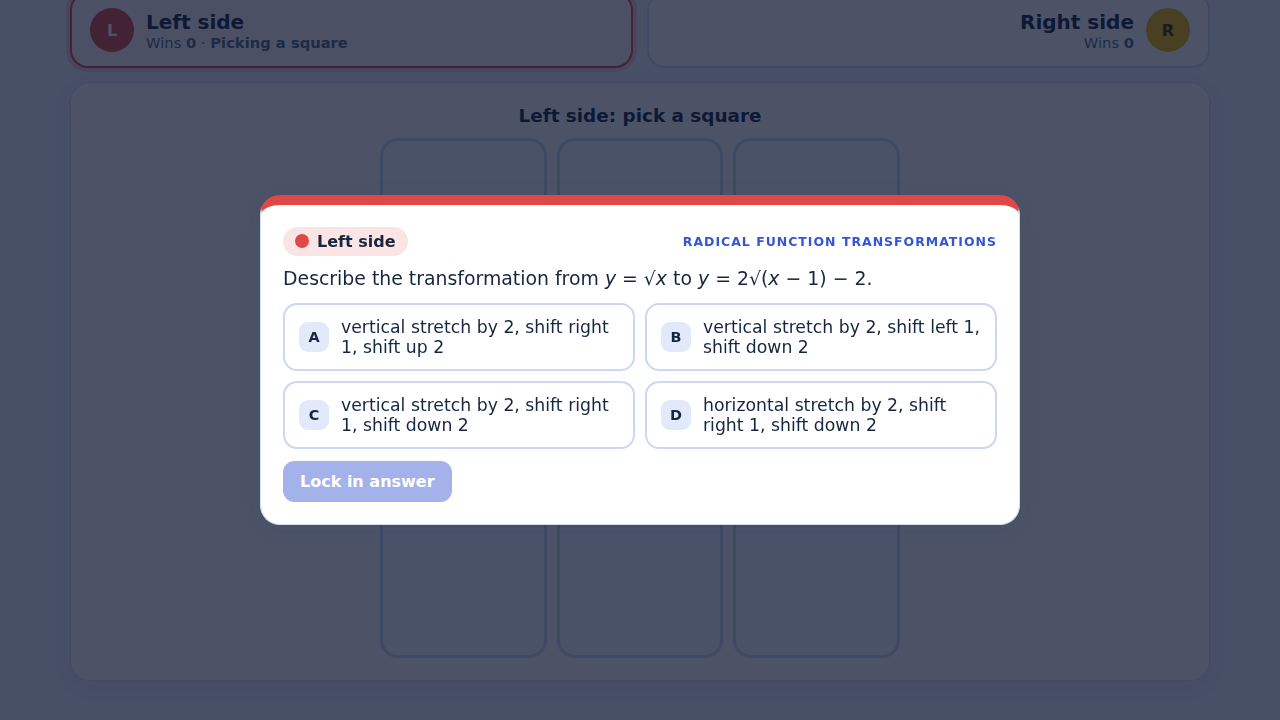 L
Left side
Wins 0 · Picking a square
Right side
Wins 0
R
Left side: pick a square
Left side
RADICAL FUNCTION TRANSFORMATIONS
Describe the transformation from y = √x to y = 2√(x − 1) − 2.
A
vertical stretch by 2, shift right
1, shift up 2
B
vertical stretch by 2, shift left 1,
shift down 2
C
vertical stretch by 2, shift right
1, shift down 2
D
horizontal stretch by 2, shift
right 1, shift down 2
Lock in answer